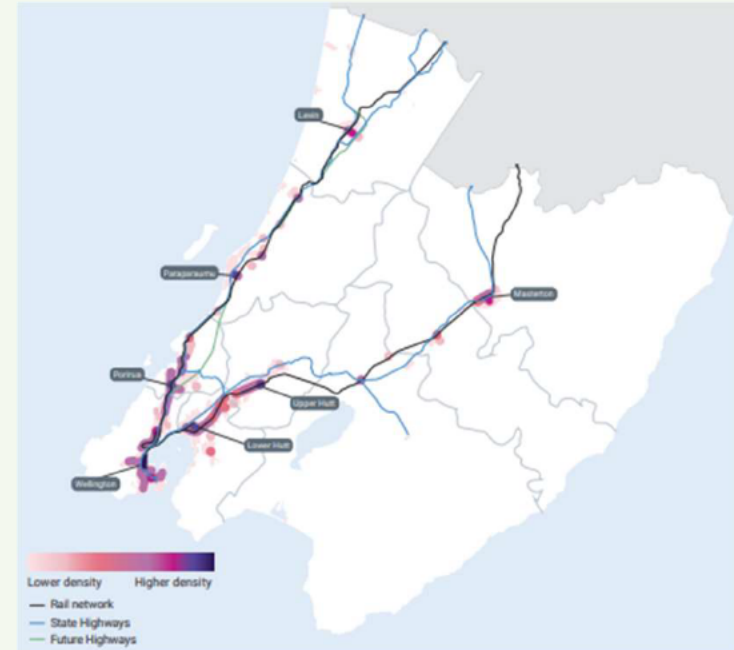 Levin
Paraparaumu
Masterton
Porirua
Upper Hutt
Lower Hutt
Wellington
Lower density Higher density
Rail network
State Highways
Future Highways